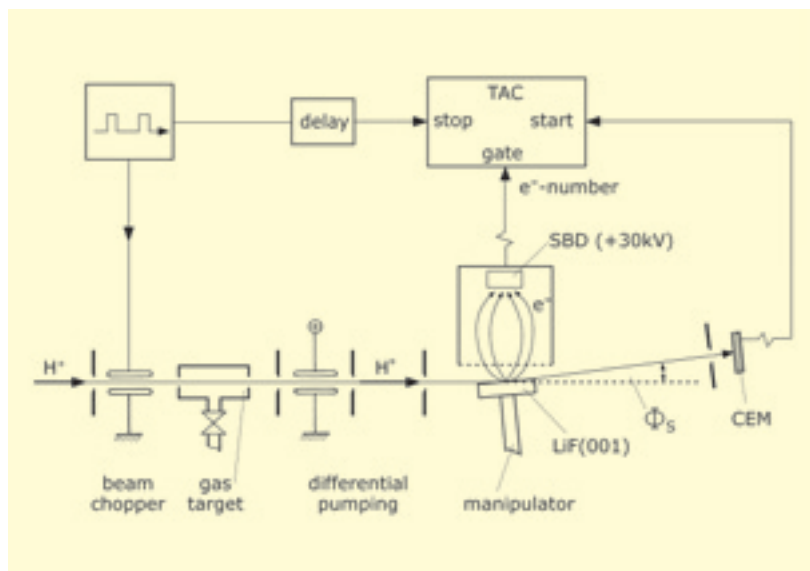 TAC
delay
stop
start
gate
e⁻-number
SBD (+30kV)
e⁻
H⁺
H°
Φs
CEM
LiF(001)
beam
chopper
gas
target
differential
pumping
manipulator